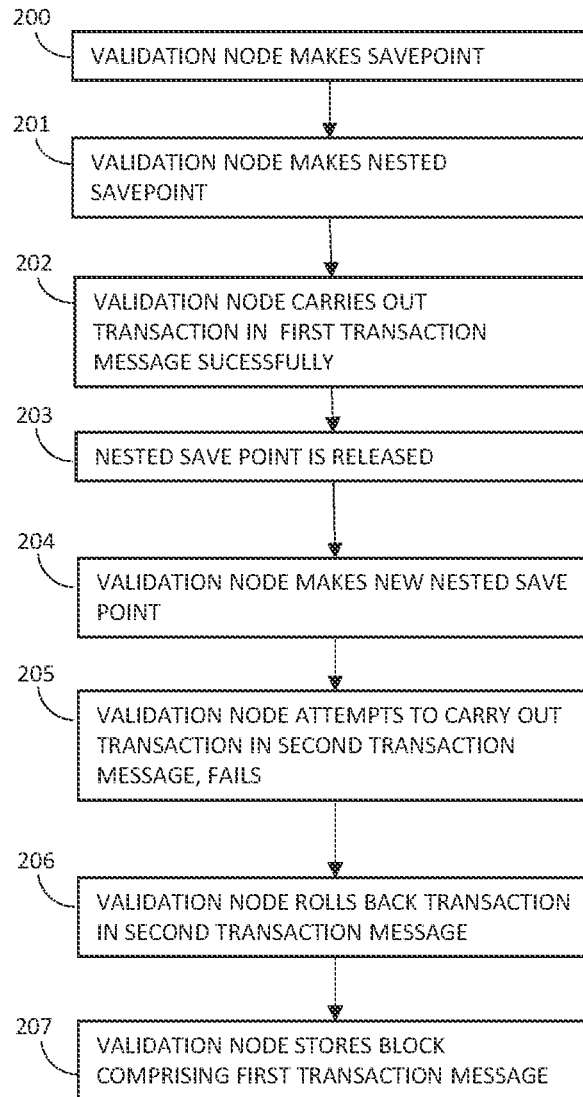 200
VALIDATION NODE MAKES SAVEPOINT
201
VALIDATION NODE MAKES NESTED
SAVEPOINT
202
VALIDATION NODE CARRIES OUT
TRANSACTION IN FIRST TRANSACTION
MESSAGE SUCESSFULLY
203
NESTED SAVE POINT IS RELEASED
204
VALIDATION NODE MAKES NEW NESTED SAVE
POINT
205
VALIDATION NODE ATTEMPTS TO CARRY OUT
TRANSACTION IN SECOND TRANSACTION
MESSAGE, FAILS
206
VALIDATION NODE ROLLS BACK TRANSACTION
IN SECOND TRANSACTION MESSAGE
207
VALIDATION NODE STORES BLOCK
COMPRISING FIRST TRANSACTION MESSAGE